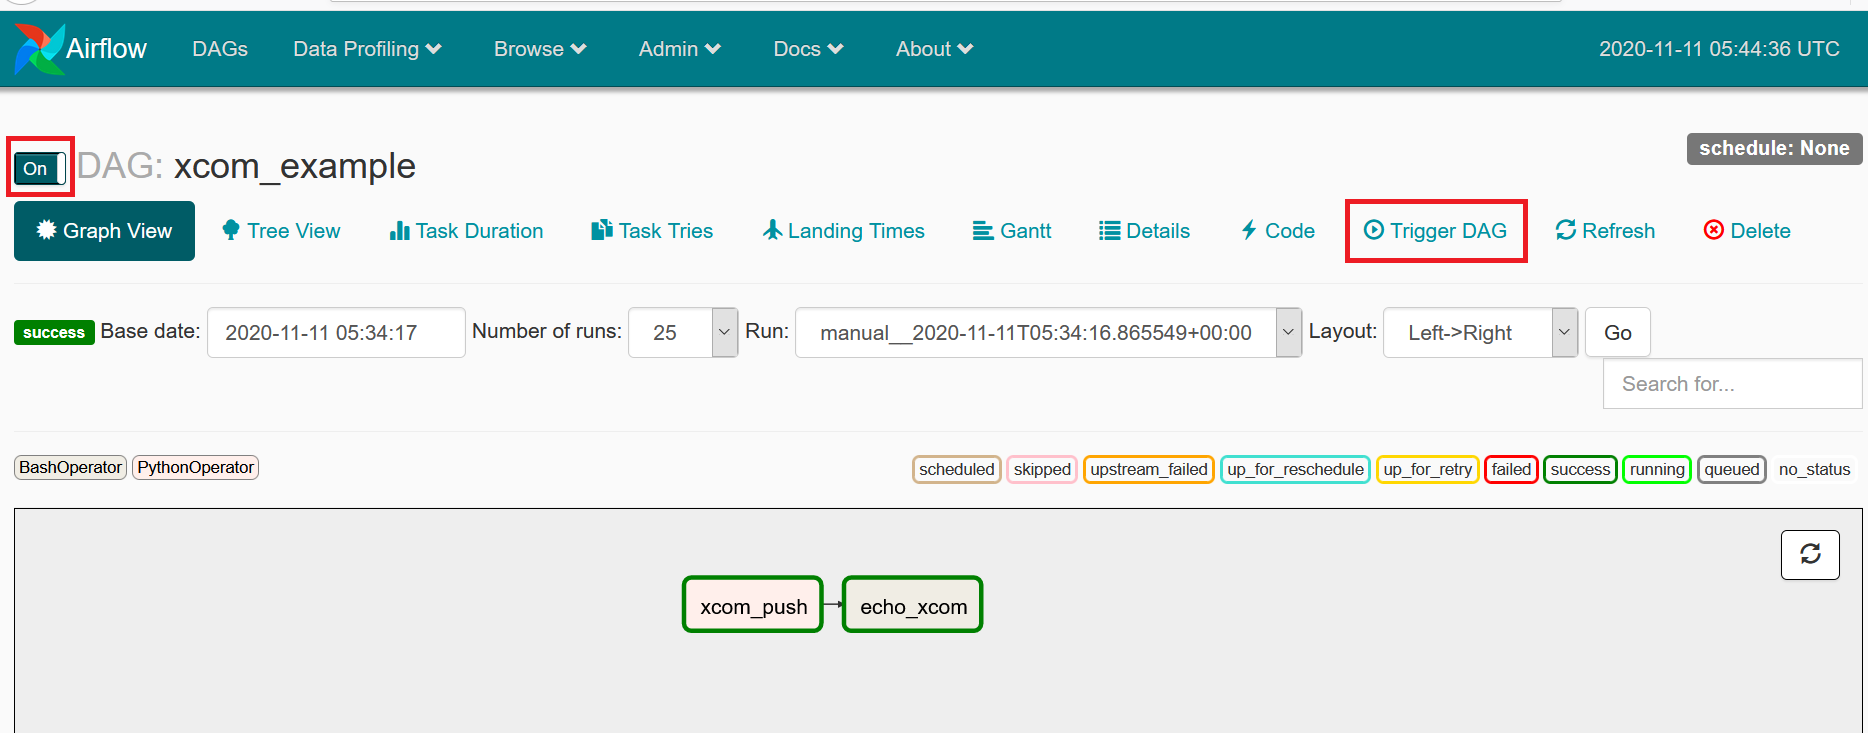 Airflow DAGs Data Profiling Browse Admin Docs About 2020-11-11 05:44:36 UTC
On DAG: xcom_example schedule: None
Graph View Tree View Task Duration Task Tries Landing Times Gantt Details Code Trigger DAG Refresh Delete
success Base date: 2020-11-11 05:34:17 Number of runs: 25 Run: manual__2020-11-11T05:34:16.865549+00:00 Layout: Left->Right Go
Search for...
BashOperator PythonOperator scheduled skipped upstream_failed up_for_reschedule up_for_retry failed success running queued no_status
xcom_push echo_xcom